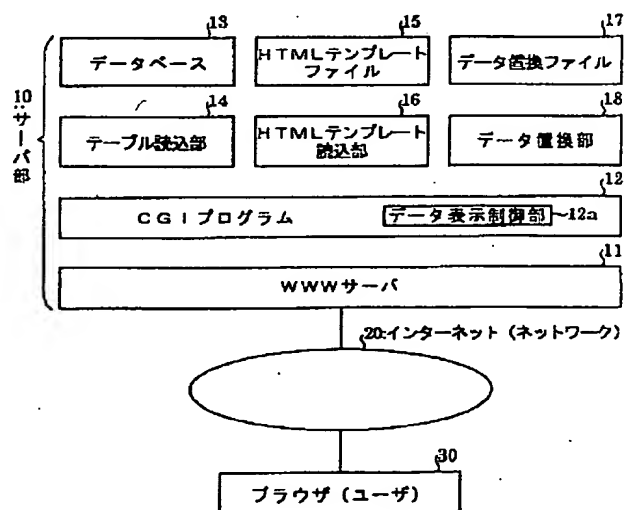 13
15
17
データベース
HTMLテンプレート
ファイル
データ置換ファイル
10:サーバ部
14
16
18
テーブル読込部
HTMLテンプレート
読込部
データ置換部
12
CGIプログラム
データ表示制御部
12a
11
WWWサーバ
20:インターネット（ネットワーク）
30
ブラウザ（ユーザ）